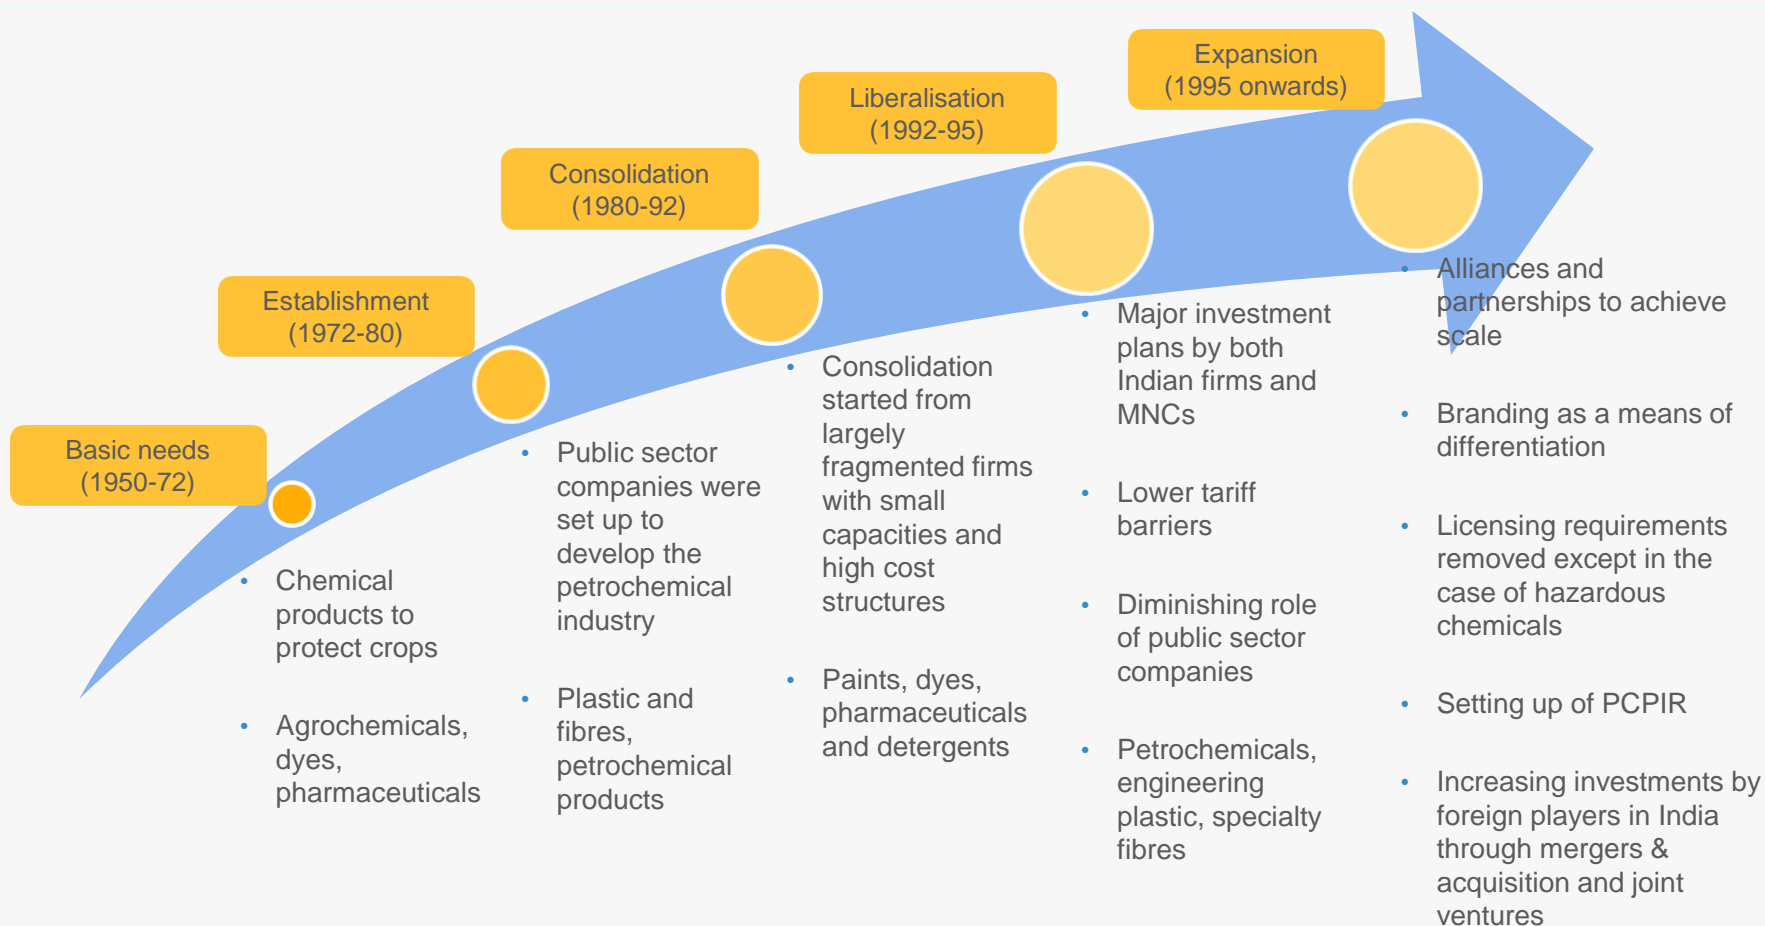 Basic needs
(1950-72)
• Chemical
products to
protect crops
• Agrochemicals,
dyes,
pharmaceuticals
Establishment
(1972-80)
• Public sector
companies were
set up to
develop the
petrochemical
industry
• Plastic and
fibres,
petrochemical
products
Consolidation
(1980-92)
• Consolidation
started from
largely
fragmented firms
with small
capacities and
high cost
structures
• Paints, dyes,
pharmaceuticals
and detergents
Liberalisation
(1992-95)
• Major investment
plans by both
Indian firms and
MNCs
• Lower tariff
barriers
• Diminishing role
of public sector
companies
• Petrochemicals,
engineering
plastic, specialty
fibres
Expansion
(1995 onwards)
• Alliances and
partnerships to achieve
scale
• Branding as a means of
differentiation
• Licensing requirements
removed except in the
case of hazardous
chemicals
• Setting up of PCPIR
• Increasing investments by
foreign players in India
through mergers &
acquisition and joint
ventures